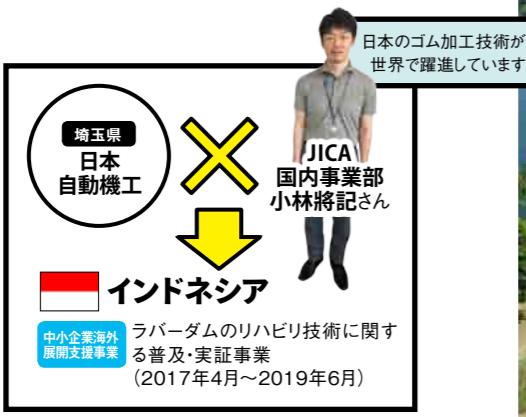 日本のゴム加工技術が
世界で躍進しています
埼玉県
日本
自動機工
JICA
国内事業部
小林將記さん
インドネシア
中小企業海外
展開支援事業
ラバーダムのリハビリ技術に関す
る普及・実証事業
(2017年4月〜2019年6月)